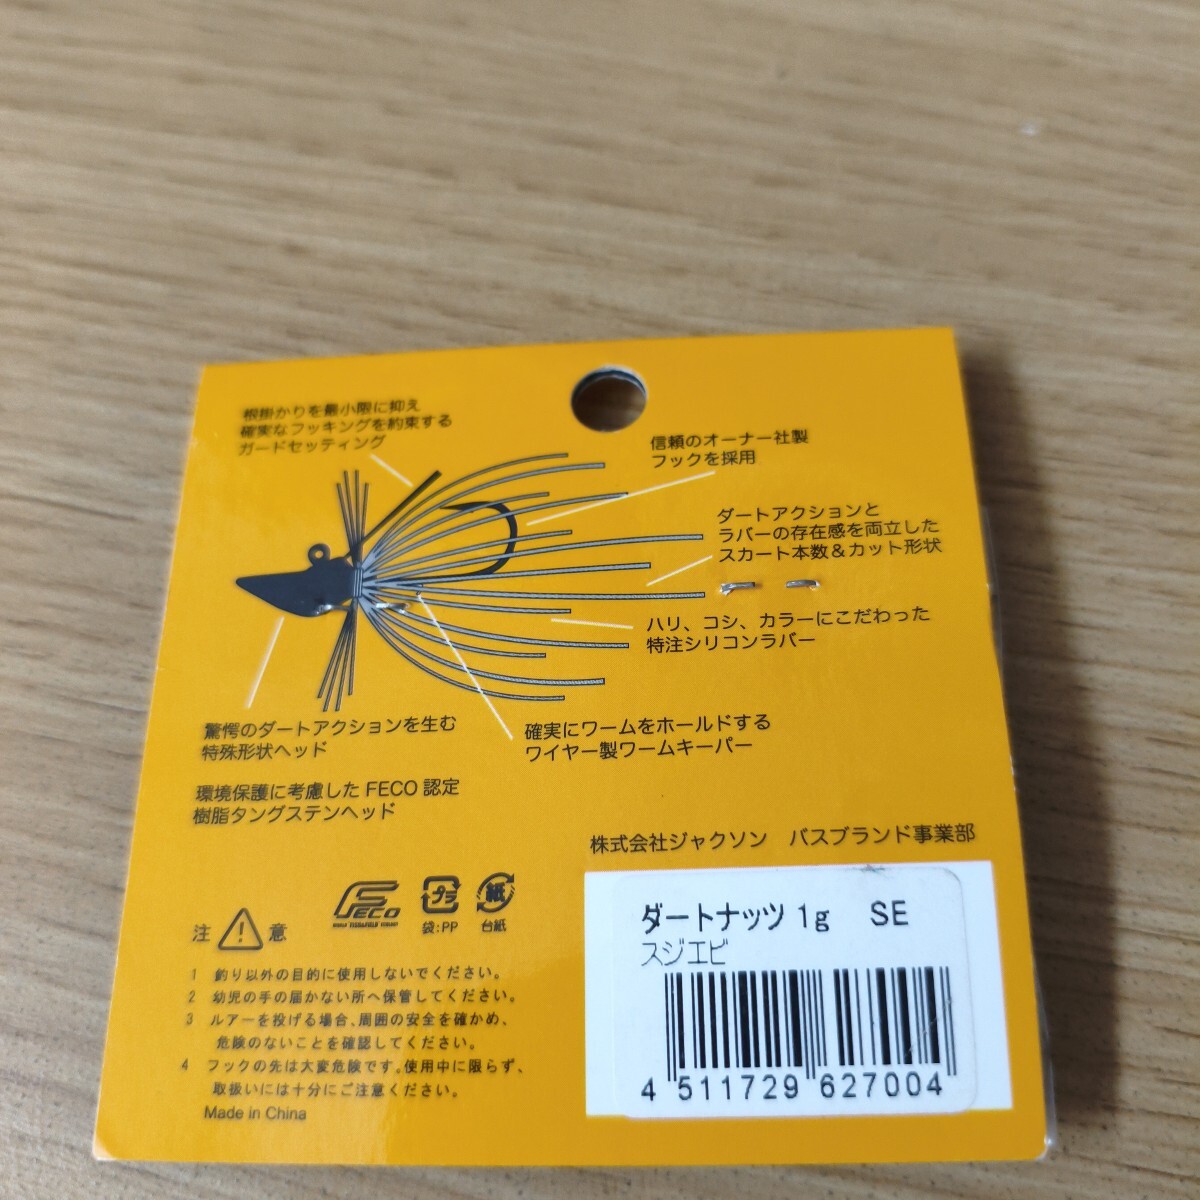 根掛かりを最小限に抑え
確実なフッキングを約束する
ガードセッティング
信頼のオーナー社製
フックを採用
ダートアクションと
ラバーの存在感を両立した
スカート本数＆カット形状
ハリ、コシ、カラーにこだわった
特注シリコンラバー
驚愕のダートアクションを生む
特殊形状ヘッド
確実にワームをホールドする
ワイヤー製ワームキーパー
環境保護に考慮した FECO 認定
樹脂タングステンヘッド
株式会社ジャクソン　バスブランド事業部
FECO
プラ
袋:PP
紙
台紙
注 意
1 釣り以外の目的に使用しないでください。
2 幼児の手の届かない所へ保管してください。
3 ルアーを投げる場合、周囲の安全を確かめ、
危険のないことを確認してください。
4 フックの先は大変危険です。使用中に限らず、
取扱いには十分にご注意ください。
Made in China
ダートナッツ 1g SE
スジエビ
4 511729 627004